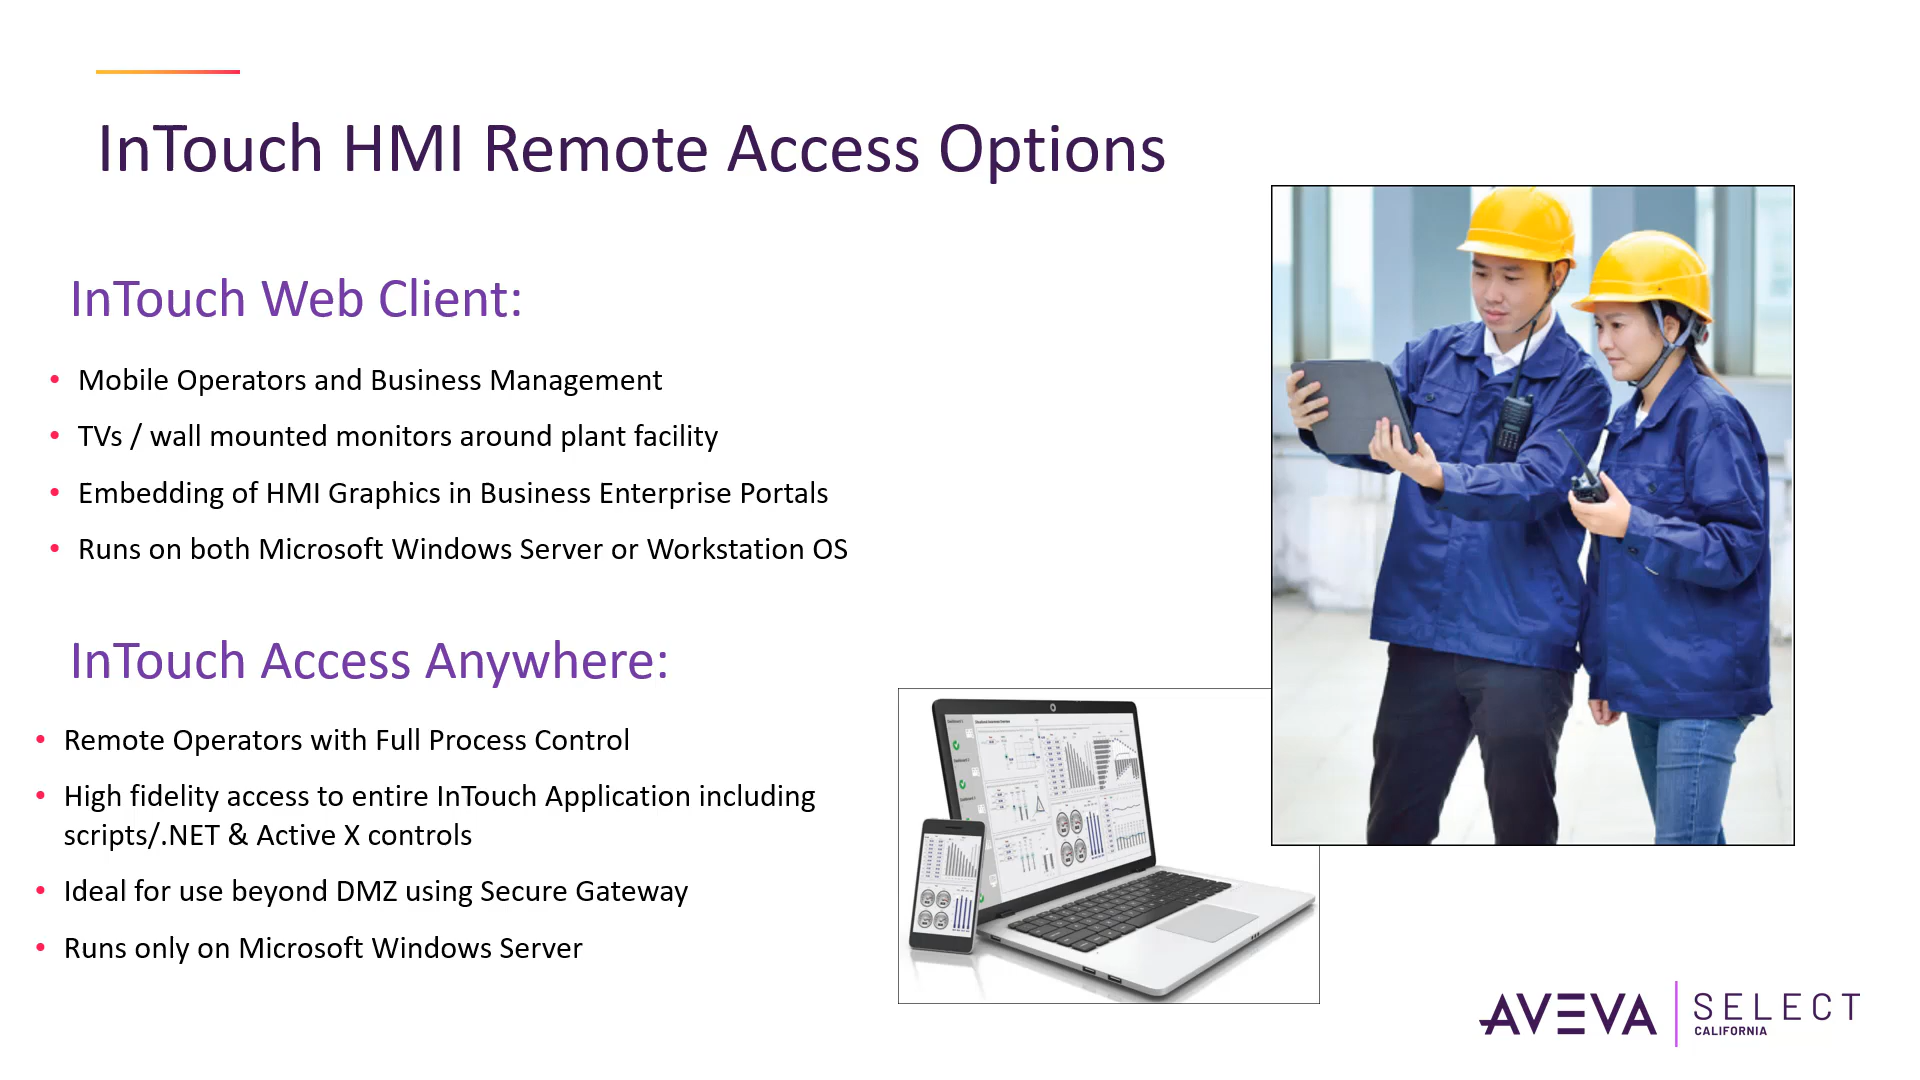 InTouch HMI Remote Access Options
InTouch Web Client:
• Mobile Operators and Business Management
• TVs / wall mounted monitors around plant facility
• Embedding of HMI Graphics in Business Enterprise Portals
• Runs on both Microsoft Windows Server or Workstation OS
InTouch Access Anywhere:
• Remote Operators with Full Process Control
• High fidelity access to entire InTouch Application including
scripts/.NET & Active X controls
• Ideal for use beyond DMZ using Secure Gateway
• Runs only on Microsoft Windows Server
AVEVA
SELECT
CALIFORNIA